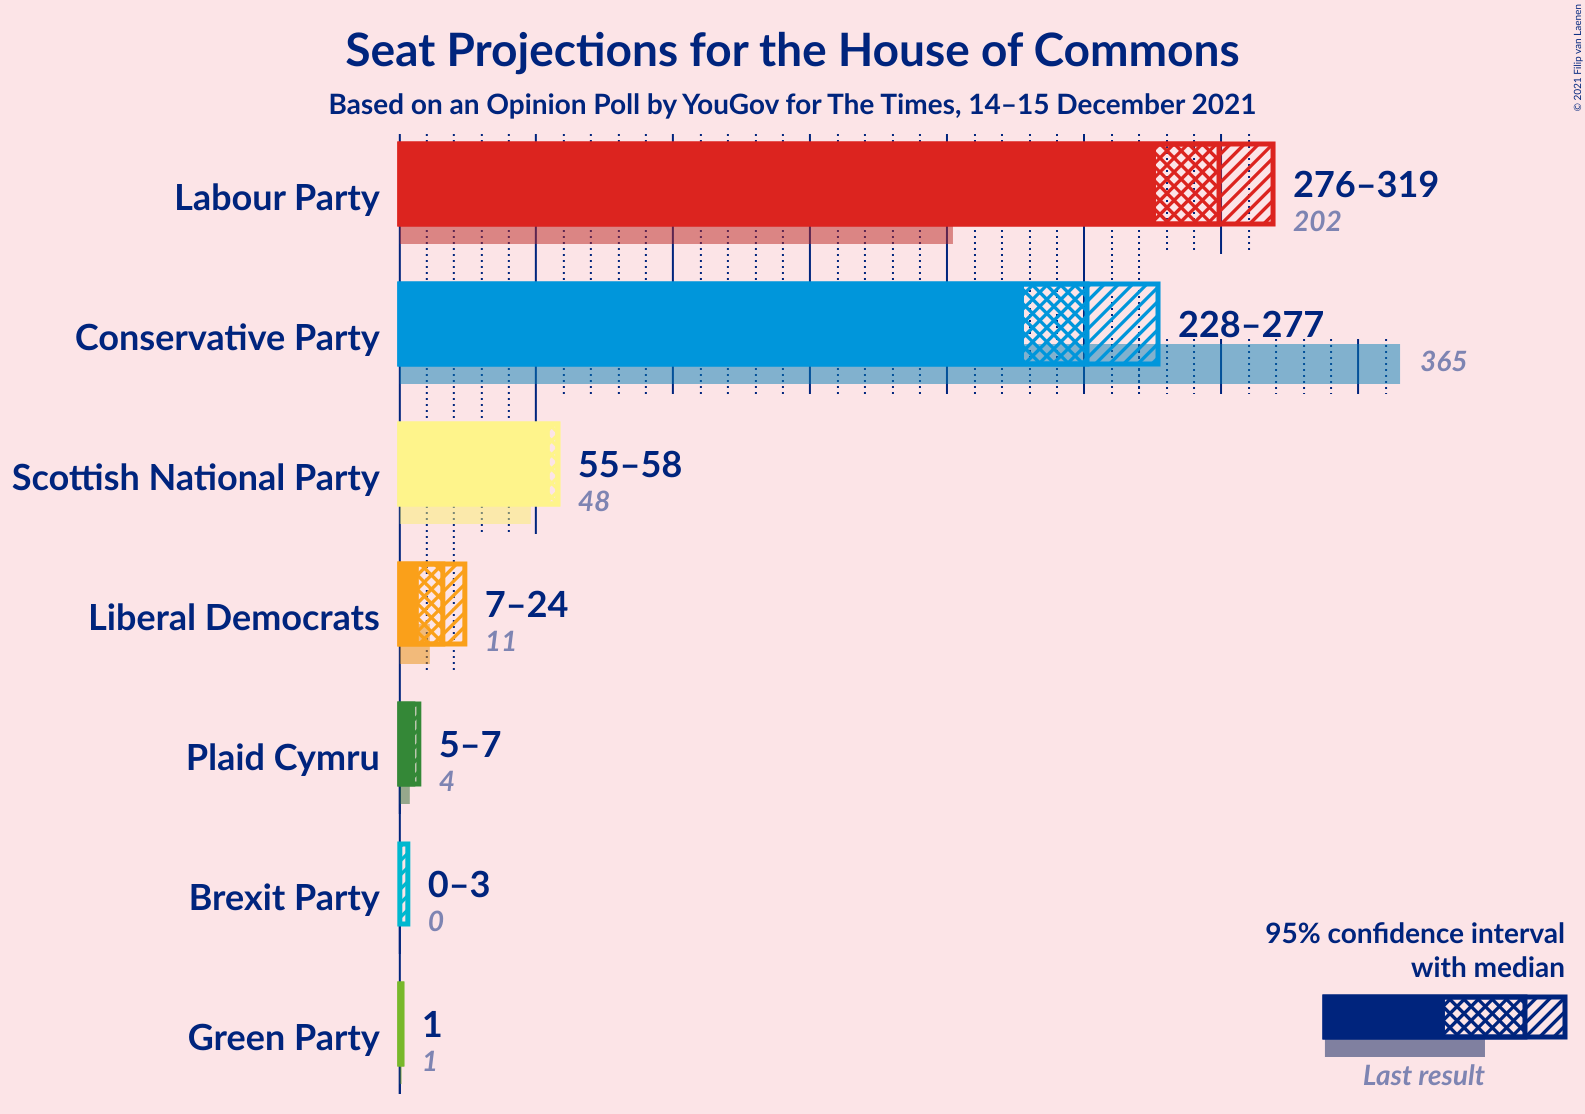 Seat Projections for the House of Commons
Based on an Opinion Poll by YouGov for The Times, 14–15 December 2021
© 2021 Filip van Laenen
Labour Party
276–319
202
Conservative Party
228–277
365
Scottish National Party
55–58
48
Liberal Democrats
7–24
11
Plaid Cymru
5–7
4
Brexit Party
0–3
0
Green Party
1
1
95% confidence interval
with median
Last result